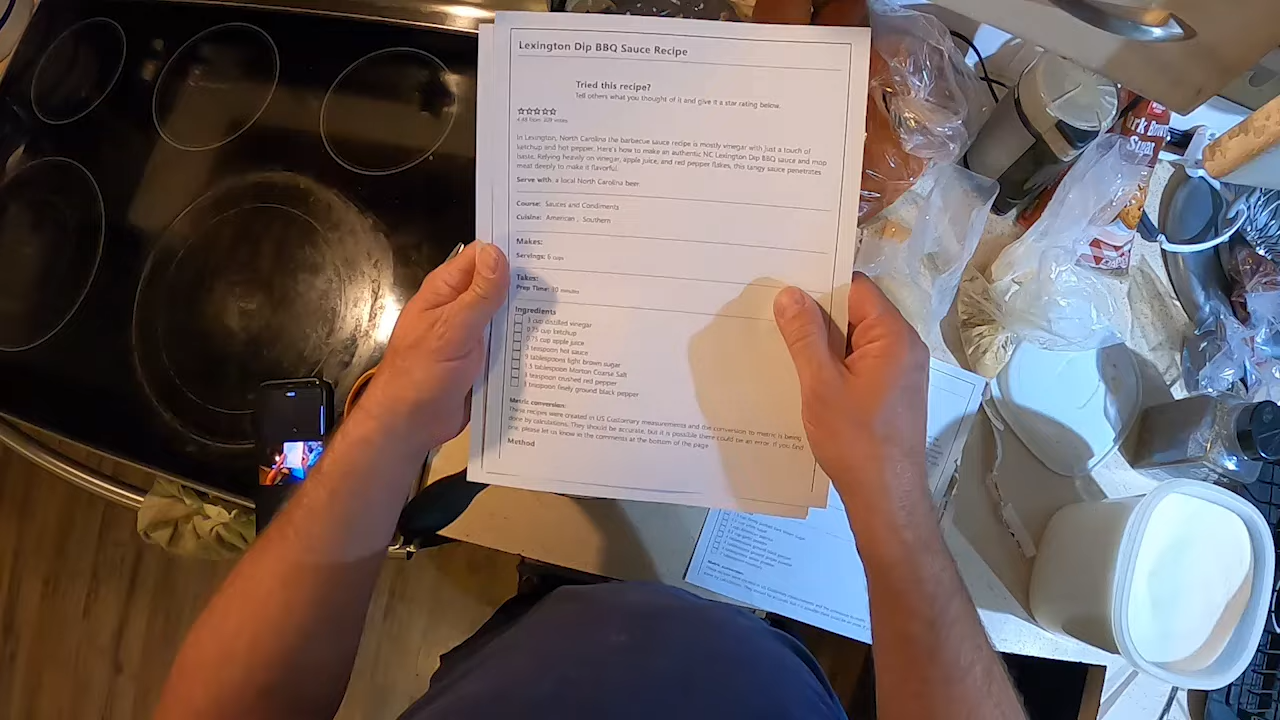 Lexington Dip BBQ Sauce Recipe
Tried this recipe?
Tell others what you thought of it and give it a star rating below.
In Lexington, North Carolina the barbecue sauce recipe is mostly vinegar with just a touch of
ketchup and hot pepper. Here's how to make an authentic NC Lexington Dip BBQ sauce and mop
baste. Relying heavily on vinegar, apple juice, and red pepper flakes, this tangy sauce penetrates
meat deeply to make it flavorful.
Serve with: a local North Carolina beer
Course: Sauces and Condiments
Cuisine: American, Southern
Makes:
Servings: 6 cups
Takes:
Prep Time: 10 minutes
Ingredients
cup distilled vinegar
0.75 cup ketchup
0.75 cup apple juice
teaspoon hot sauce
tablespoons light brown sugar
tablespoon Morton Coarse Salt
teaspoon crushed red pepper
teaspoon finely ground black pepper
Metric conversion:
These recipes were created in US Customary measurements and the conversion to metric is being
done by calculations. They should be accurate, but it is possible there could be an error. If you find
one, please let us know in the comments at the bottom of the page
Method
Brown
Sugar